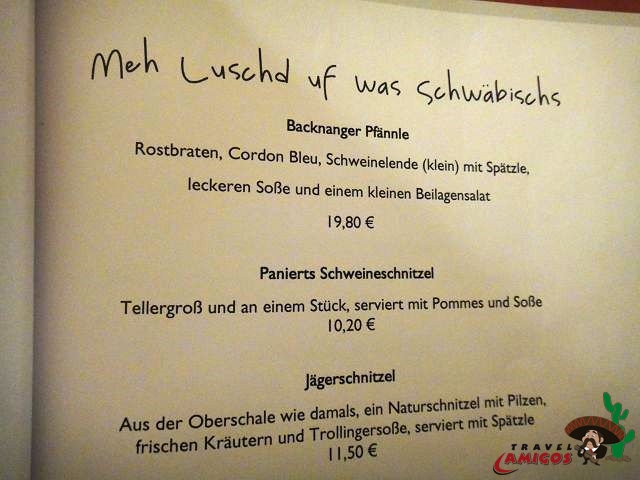 Meh Luschd uf was Schwäbischs
Backnanger Pfännle
Rostbraten, Cordon Bleu, Schweinelende (klein) mit Spätzle,
leckeren Soße und einem kleinen Beilagensalat
19,80 €
Panierts Schweineschnitzel
Tellergroß und an einem Stück, serviert mit Pommes und Soße
10,20 €
Jägerschnitzel
Aus der Oberschale wie damals, ein Naturschnitzel mit Pilzen,
frischen Kräutern und Trollingersoße, serviert mit Spätzle
11,50 €
TRAVEL
AMIGOS